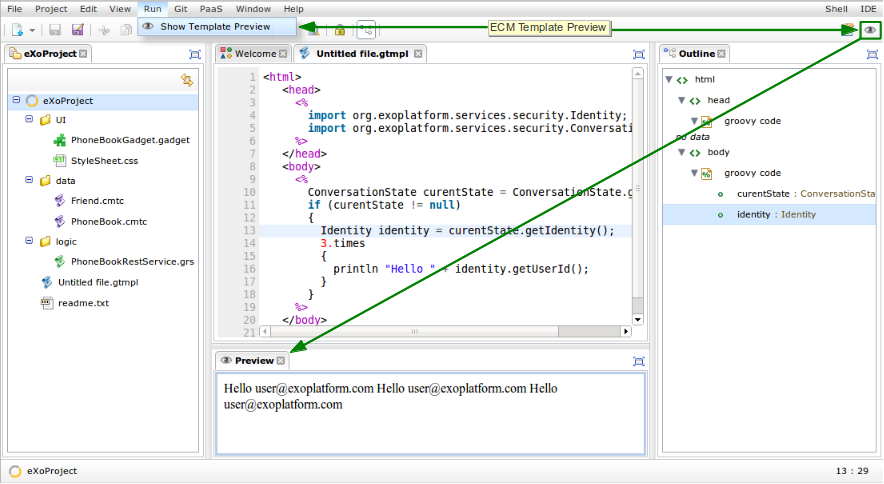 File Project Edit View Run Git PaaS Window Help Shell IDE
Show Template Preview
ECM Template Preview
eXoProject
eXoProject
UI
PhoneBookGadget.gadget
StyleSheet.css
data
Friend.cmtc
PhoneBook.cmtc
logic
PhoneBookRestService.grs
Untitled file.gtmpl
readme.txt
Welcome Untitled file.gtmpl
1 <html>
2 <head>
3 <%
4 import org.exoplatform.services.security.Identity;
5 import org.exoplatform.services.security.Conversa
6 %>
7 </head>
8 <body>
9 <%
10 ConversationState curentState = ConversationState.g
11 if (curentState != null)
12 {
13 Identity identity = curentState.getIdentity();
14 3.times
15 {
16 println "Hello " + identity.getUserId();
17 }
18 }
19 %>
20 </body>
21
Preview
Hello user@exoplatform.com Hello user@exoplatform.com Hello
user@exoplatform.com
Outline
html
head
groovy code
no data
body
groovy code
curentState : ConversationSta
identity : Identity
eXoProject 13 : 29